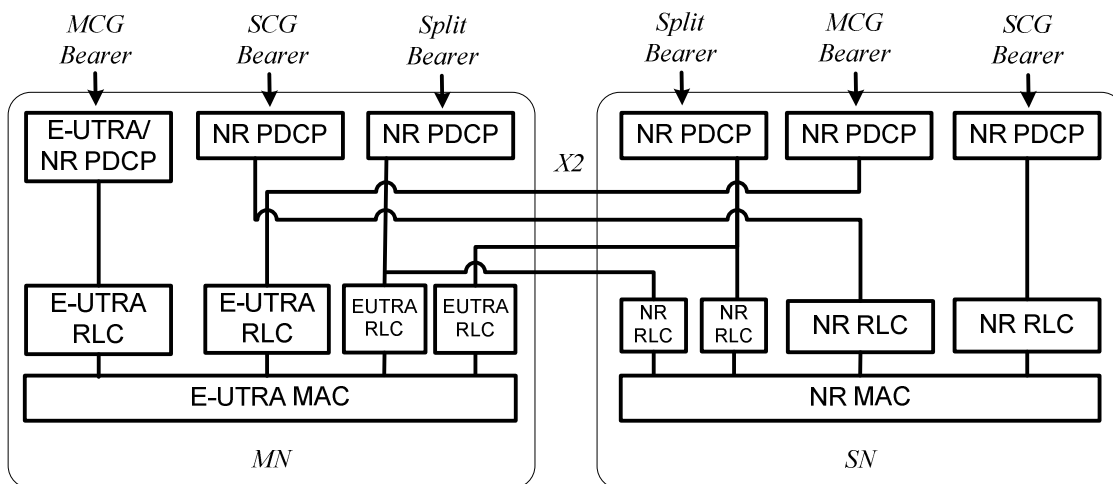 MCG
Bearer
SCG
Bearer
Split
Bearer
Split
Bearer
MCG
Bearer
SCG
Bearer
E-UTRA/
NR PDCP
NR PDCP
NR PDCP
X2
NR PDCP
NR PDCP
NR PDCP
E-UTRA
RLC
E-UTRA
RLC
EUTRA
RLC
EUTRA
RLC
NR
RLC
NR
RLC
NR RLC
NR RLC
E-UTRA MAC
NR MAC
MN
SN